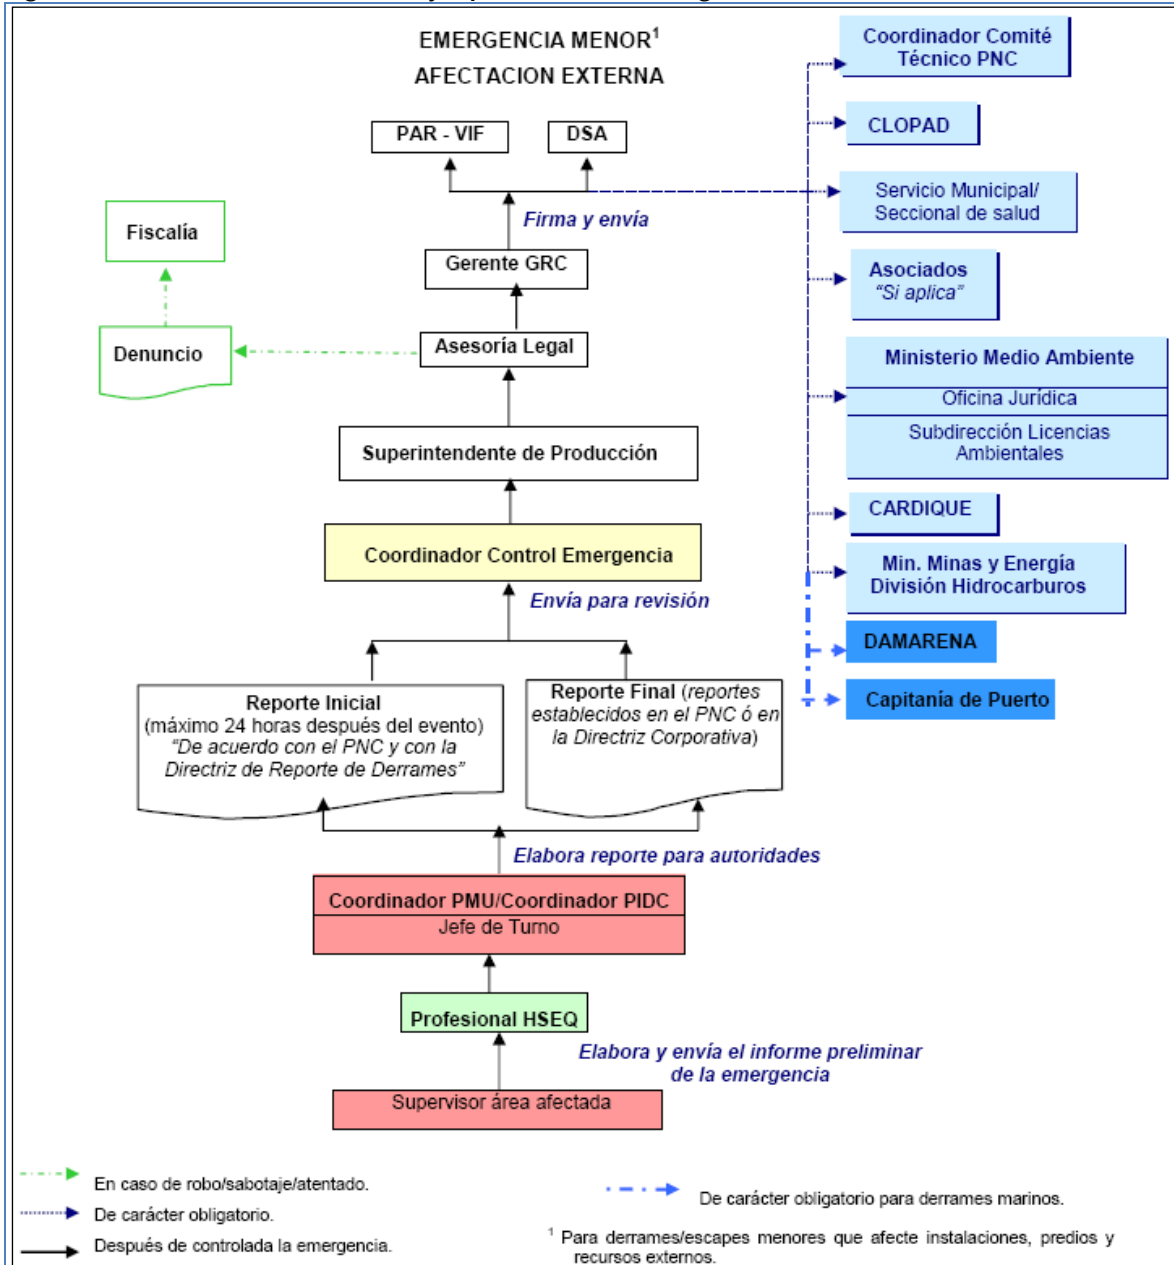 EMERGENCIA MENOR¹
AFECTACION EXTERNA
PAR - VIF
DSA
Firma y envía
Gerente GRC
Asesoría Legal
Fiscalía
Denuncio
Superintendente de Producción
Coordinador Control Emergencia
Envía para revisión
Reporte Inicial
(máximo 24 horas después del evento)
"De acuerdo con el PNC y con la
Directriz de Reporte de Derrames"
Reporte Final (reportes
establecidos en el PNC ó en
la Directriz Corporativa)
Elabora reporte para autoridades
Coordinador PMU/Coordinador PIDC
Jefe de Turno
Profesional HSEQ
Elabora y envía el informe preliminar
de la emergencia
Supervisor área afectada
Coordinador Comité
Técnico PNC
CLOPAD
Servicio Municipal/
Seccional de salud
Asociados
"Si aplica"
Ministerio Medio Ambiente
Oficina Jurídica
Subdirección Licencias
Ambientales
CARDIQUE
Min. Minas y Energía
División Hidrocarburos
DAMARENA
Capitanía de Puerto
En caso de robo/sabotaje/atentado.
De carácter obligatorio.
Después de controlada la emergencia.
De carácter obligatorio para derrames marinos.
¹ Para derrames/escapes menores que afecte instalaciones, predios y
recursos externos.